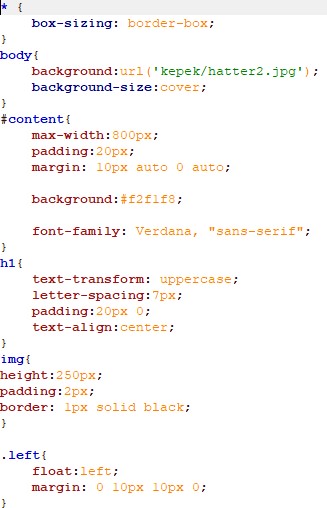 * {
box-sizing: border-box;
}
body{
background:url('kepek/hatter2.jpg');
background-size:cover;
}
#content{
max-width:800px;
padding:20px;
margin: 10px auto 0 auto;
background:#f2f1f8;
font-family: Verdana, "sans-serif";
}
h1{
text-transform: uppercase;
letter-spacing:7px;
padding:20px 0;
text-align:center;
}
img{
height:250px;
padding:2px;
border: 1px solid black;
}
.left{
float:left;
margin: 0 10px 10px 0;
}